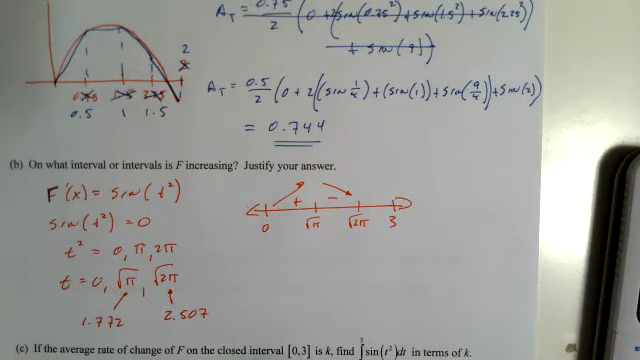 A_T = 0.75/2 (0 + 2(sin(0.75²) + sin(1.5²) + sin(2.25²)
+ sin(9)))
2
0.5 1 1.5
A_T = 0.5/2 (0 + 2((sin 1/4) + (sin(1)) + sin(9/4)) + sin(2))
= 0.744
(b) On what interval or intervals is F increasing? Justify your answer.
F'(x) = sin(t²)
sin(t²) = 0
t² = 0, π, 2π
t = 0, √π, √2π
1.772 2.507
+ −
0 √π √2π 3
(c) If the average rate of change of F on the closed interval [0,3] is k, find ∫ 3 sin(t²)dt in terms of k.